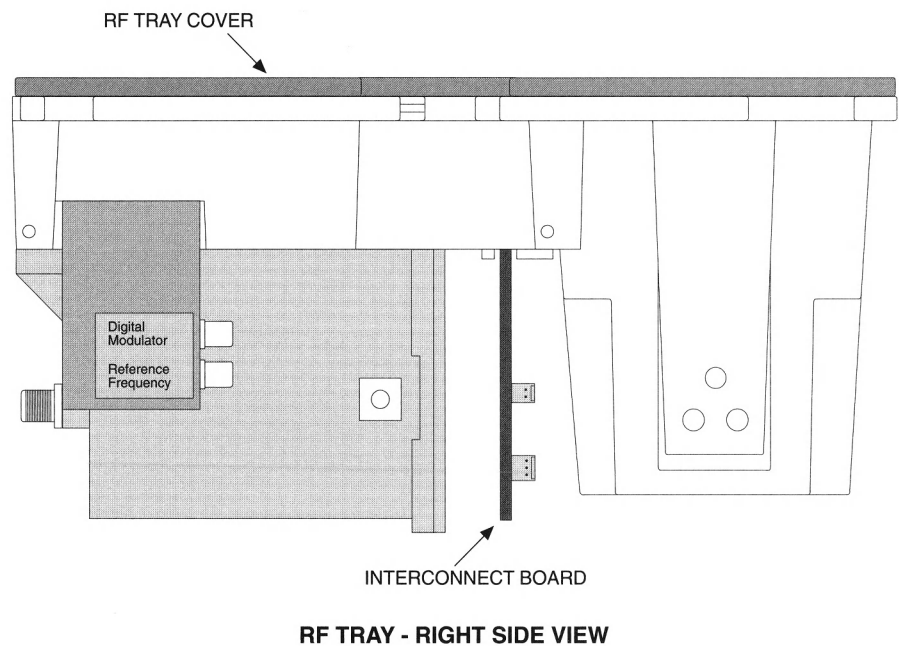 RF TRAY COVER
Digital
Modulator
Reference
Frequency
INTERCONNECT BOARD
RF TRAY - RIGHT SIDE VIEW